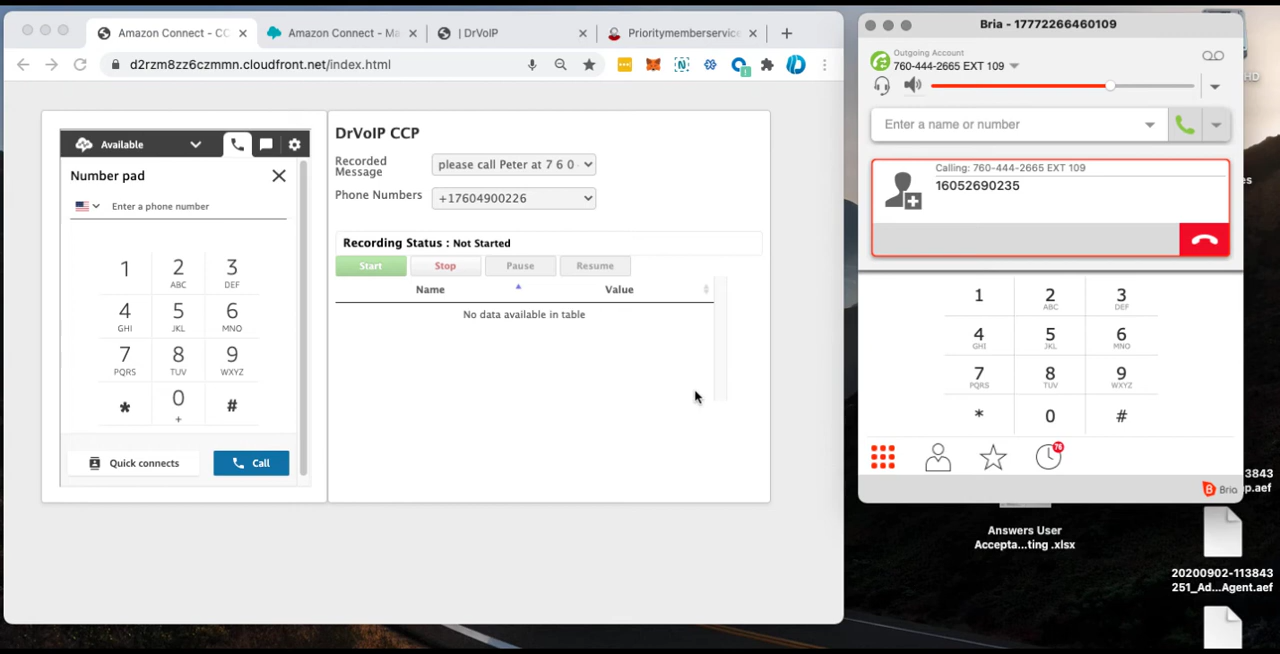 Amazon Connect - CC
Amazon Connect - Ma
| DrVoIP
Prioritymemberservic
d2rzm8zz6czmmn.cloudfront.net/index.html
Available
Number pad
Enter a phone number
1
2
3
ABC
DEF
4
5
6
GHI
JKL
MNO
7
8
9
PQRS
TUV
WXYZ
*
0
#
+
Quick connects
Call
DrVoIP CCP
Recorded
Message
please call Peter at 7 6 0
Phone Numbers
+17604900226
Recording Status : Not Started
Start
Stop
Pause
Resume
Name
Value
No data available in table
Bria - 17772266460109
Outgoing Account
760-444-2665 EXT 109
Enter a name or number
Calling: 760-444-2665 EXT 109
16052690235
1
2
3
ABC
DEF
4
5
6
GHI
JKL
MNO
7
8
9
PQRS
TUV
WXYZ
*
0
#
76
Bria
HD
es
3843
p.aef
Answers User
Accepta...ting .xlsx
20200902-113843
251_Ad...Agent.aef